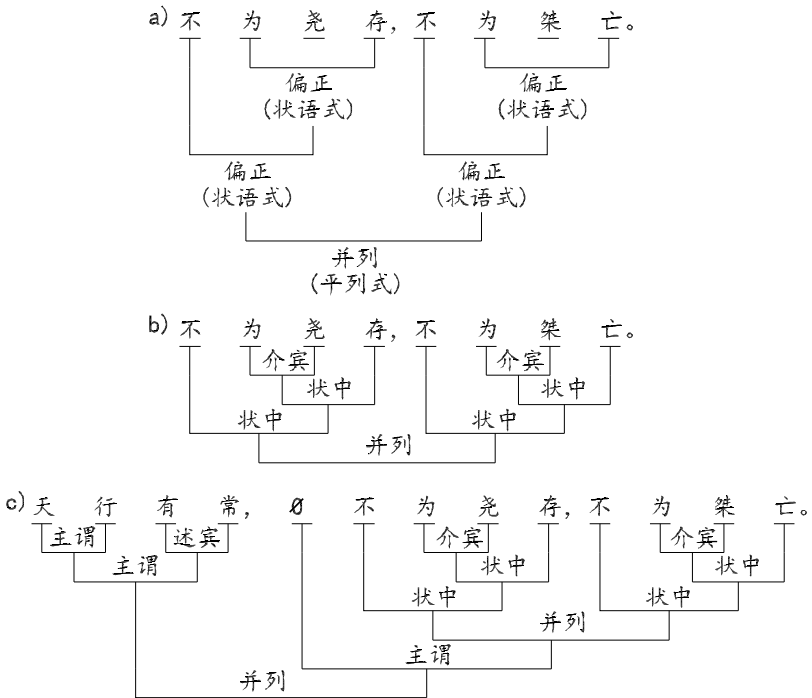 a) 不 为 尧 存，不 为 桀 亡。
偏正 偏正
(状语式) (状语式)
偏正 偏正
(状语式) (状语式)
并列
(平列式)
b) 不 为 尧 存，不 为 桀 亡。
介宾 介宾
状中 状中
状中 状中
并列
c) 天 行 有 常，Ø 不 为 尧 存，不 为 桀 亡。
主谓 述宾 介宾 介宾
主谓 状中 状中
状中 状中
并列
主谓
并列